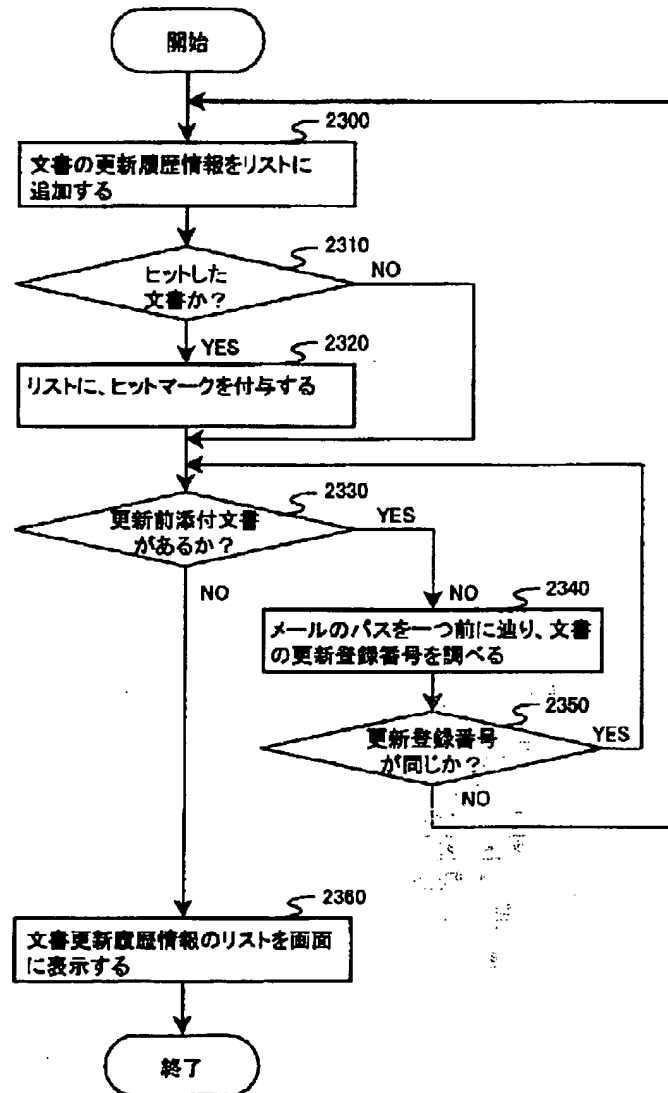 開始
2300
文書の更新履歴情報をリストに
追加する
2310
ヒットした
文書か?
NO
YES
2320
リストに、ヒットマークを付与する
2330
更新前添付文書
があるか?
YES
NO
NO
2340
メールのパスを一つ前に辿り、文書
の更新登録番号を調べる
2350
更新登録番号
が同じか?
YES
NO
2360
文書更新履歴情報のリストを画面
に表示する
終了